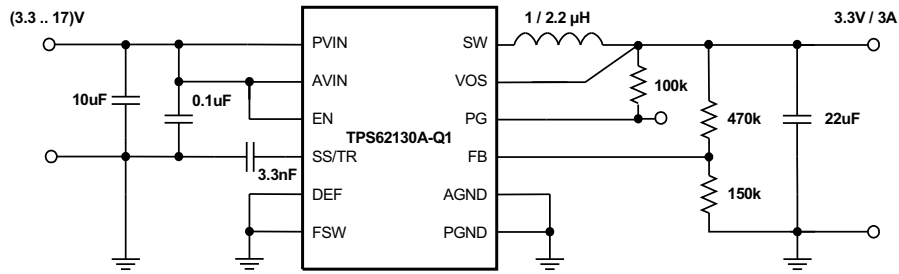 (3.3 .. 17)V
1 / 2.2 µH
3.3V / 3A
PVIN
SW
AVIN
VOS
100k
10uF
0.1uF
EN
PG
470k
22uF
TPS62130A-Q1
SS/TR
FB
3.3nF
DEF
AGND
150k
FSW
PGND